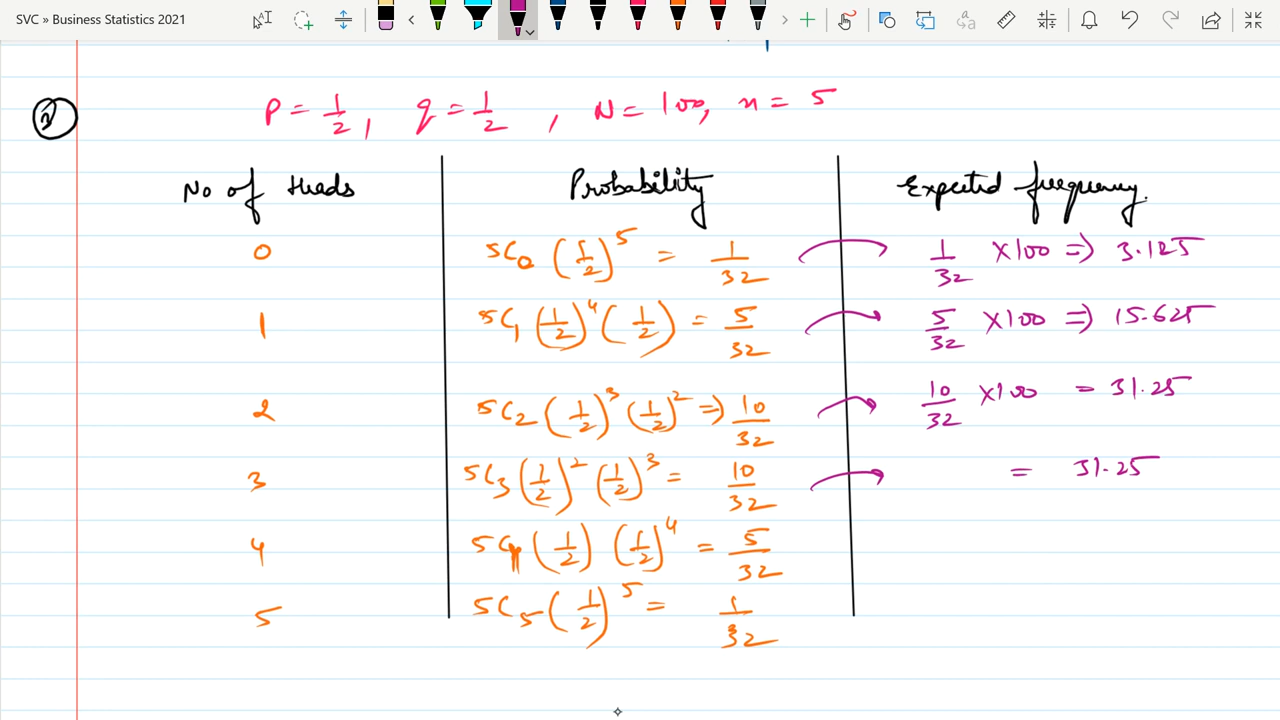 SVC » Business Statistics 2021
② P = 1/2, q = 1/2, N = 100, n = 5
No of Heads Probability Expected frequency
0 5C0 (1/2)^5 = 1/32 1/32 × 100 => 3.125
1 5C1 (1/2)^4 (1/2) = 5/32 5/32 × 100 => 15.625
2 5C2 (1/2)^3 (1/2)^2 => 10/32 10/32 × 100 = 31.25
3 5C3 (1/2)^2 (1/2)^3 = 10/32 = 31.25
4 5C4 (1/2) (1/2)^4 = 5/32
5 5C5 (1/2)^5 = 1/32